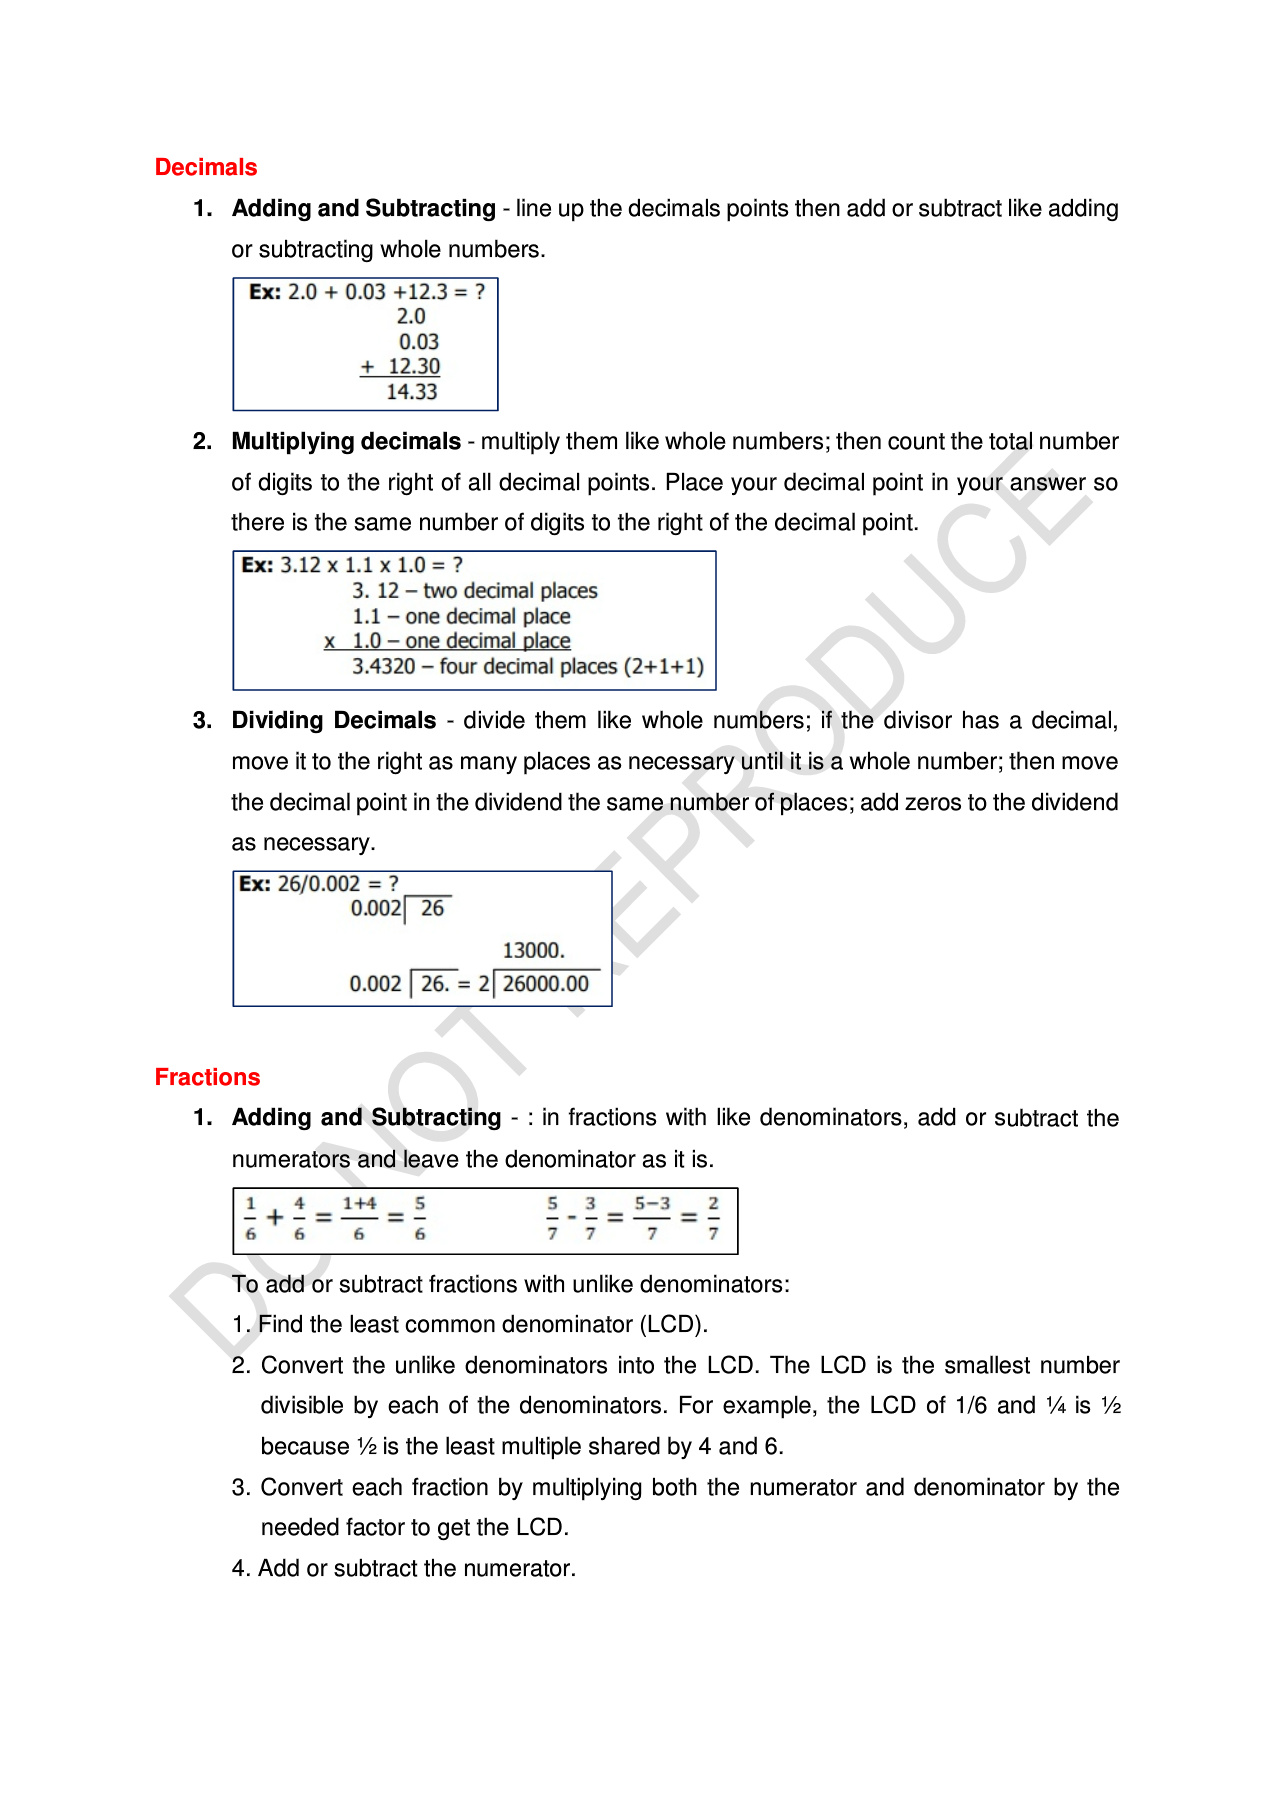 Decimals
1. Adding and Subtracting - line up the decimals points then add or subtract like adding
or subtracting whole numbers.
Ex: 2.0 + 0.03 +12.3 = ?
2.0
0.03
+ 12.30
14.33
2. Multiplying decimals - multiply them like whole numbers; then count the total number
of digits to the right of all decimal points. Place your decimal point in your answer so
there is the same number of digits to the right of the decimal point.
Ex: 3.12 x 1.1 x 1.0 = ?
3. 12 – two decimal places
1.1 – one decimal place
x 1.0 – one decimal place
3.4320 – four decimal places (2+1+1)
3. Dividing Decimals - divide them like whole numbers; if the divisor has a decimal,
move it to the right as many places as necessary until it is a whole number; then move
the decimal point in the dividend the same number of places; add zeros to the dividend
as necessary.
Ex: 26/0.002 = ?
0.002 26
13000.
0.002 26. = 2 26000.00
Fractions
1. Adding and Subtracting - : in fractions with like denominators, add or subtract the
numerators and leave the denominator as it is.
1/6 + 4/6 = 1+4/6 = 5/6 5/7 - 3/7 = 5−3/7 = 2/7
To add or subtract fractions with unlike denominators:
1. Find the least common denominator (LCD).
2. Convert the unlike denominators into the LCD. The LCD is the smallest number
divisible by each of the denominators. For example, the LCD of 1/6 and ¼ is ½
because ½ is the least multiple shared by 4 and 6.
3. Convert each fraction by multiplying both the numerator and denominator by the
needed factor to get the LCD.
4. Add or subtract the numerator.
DO NOT REPRODUCE